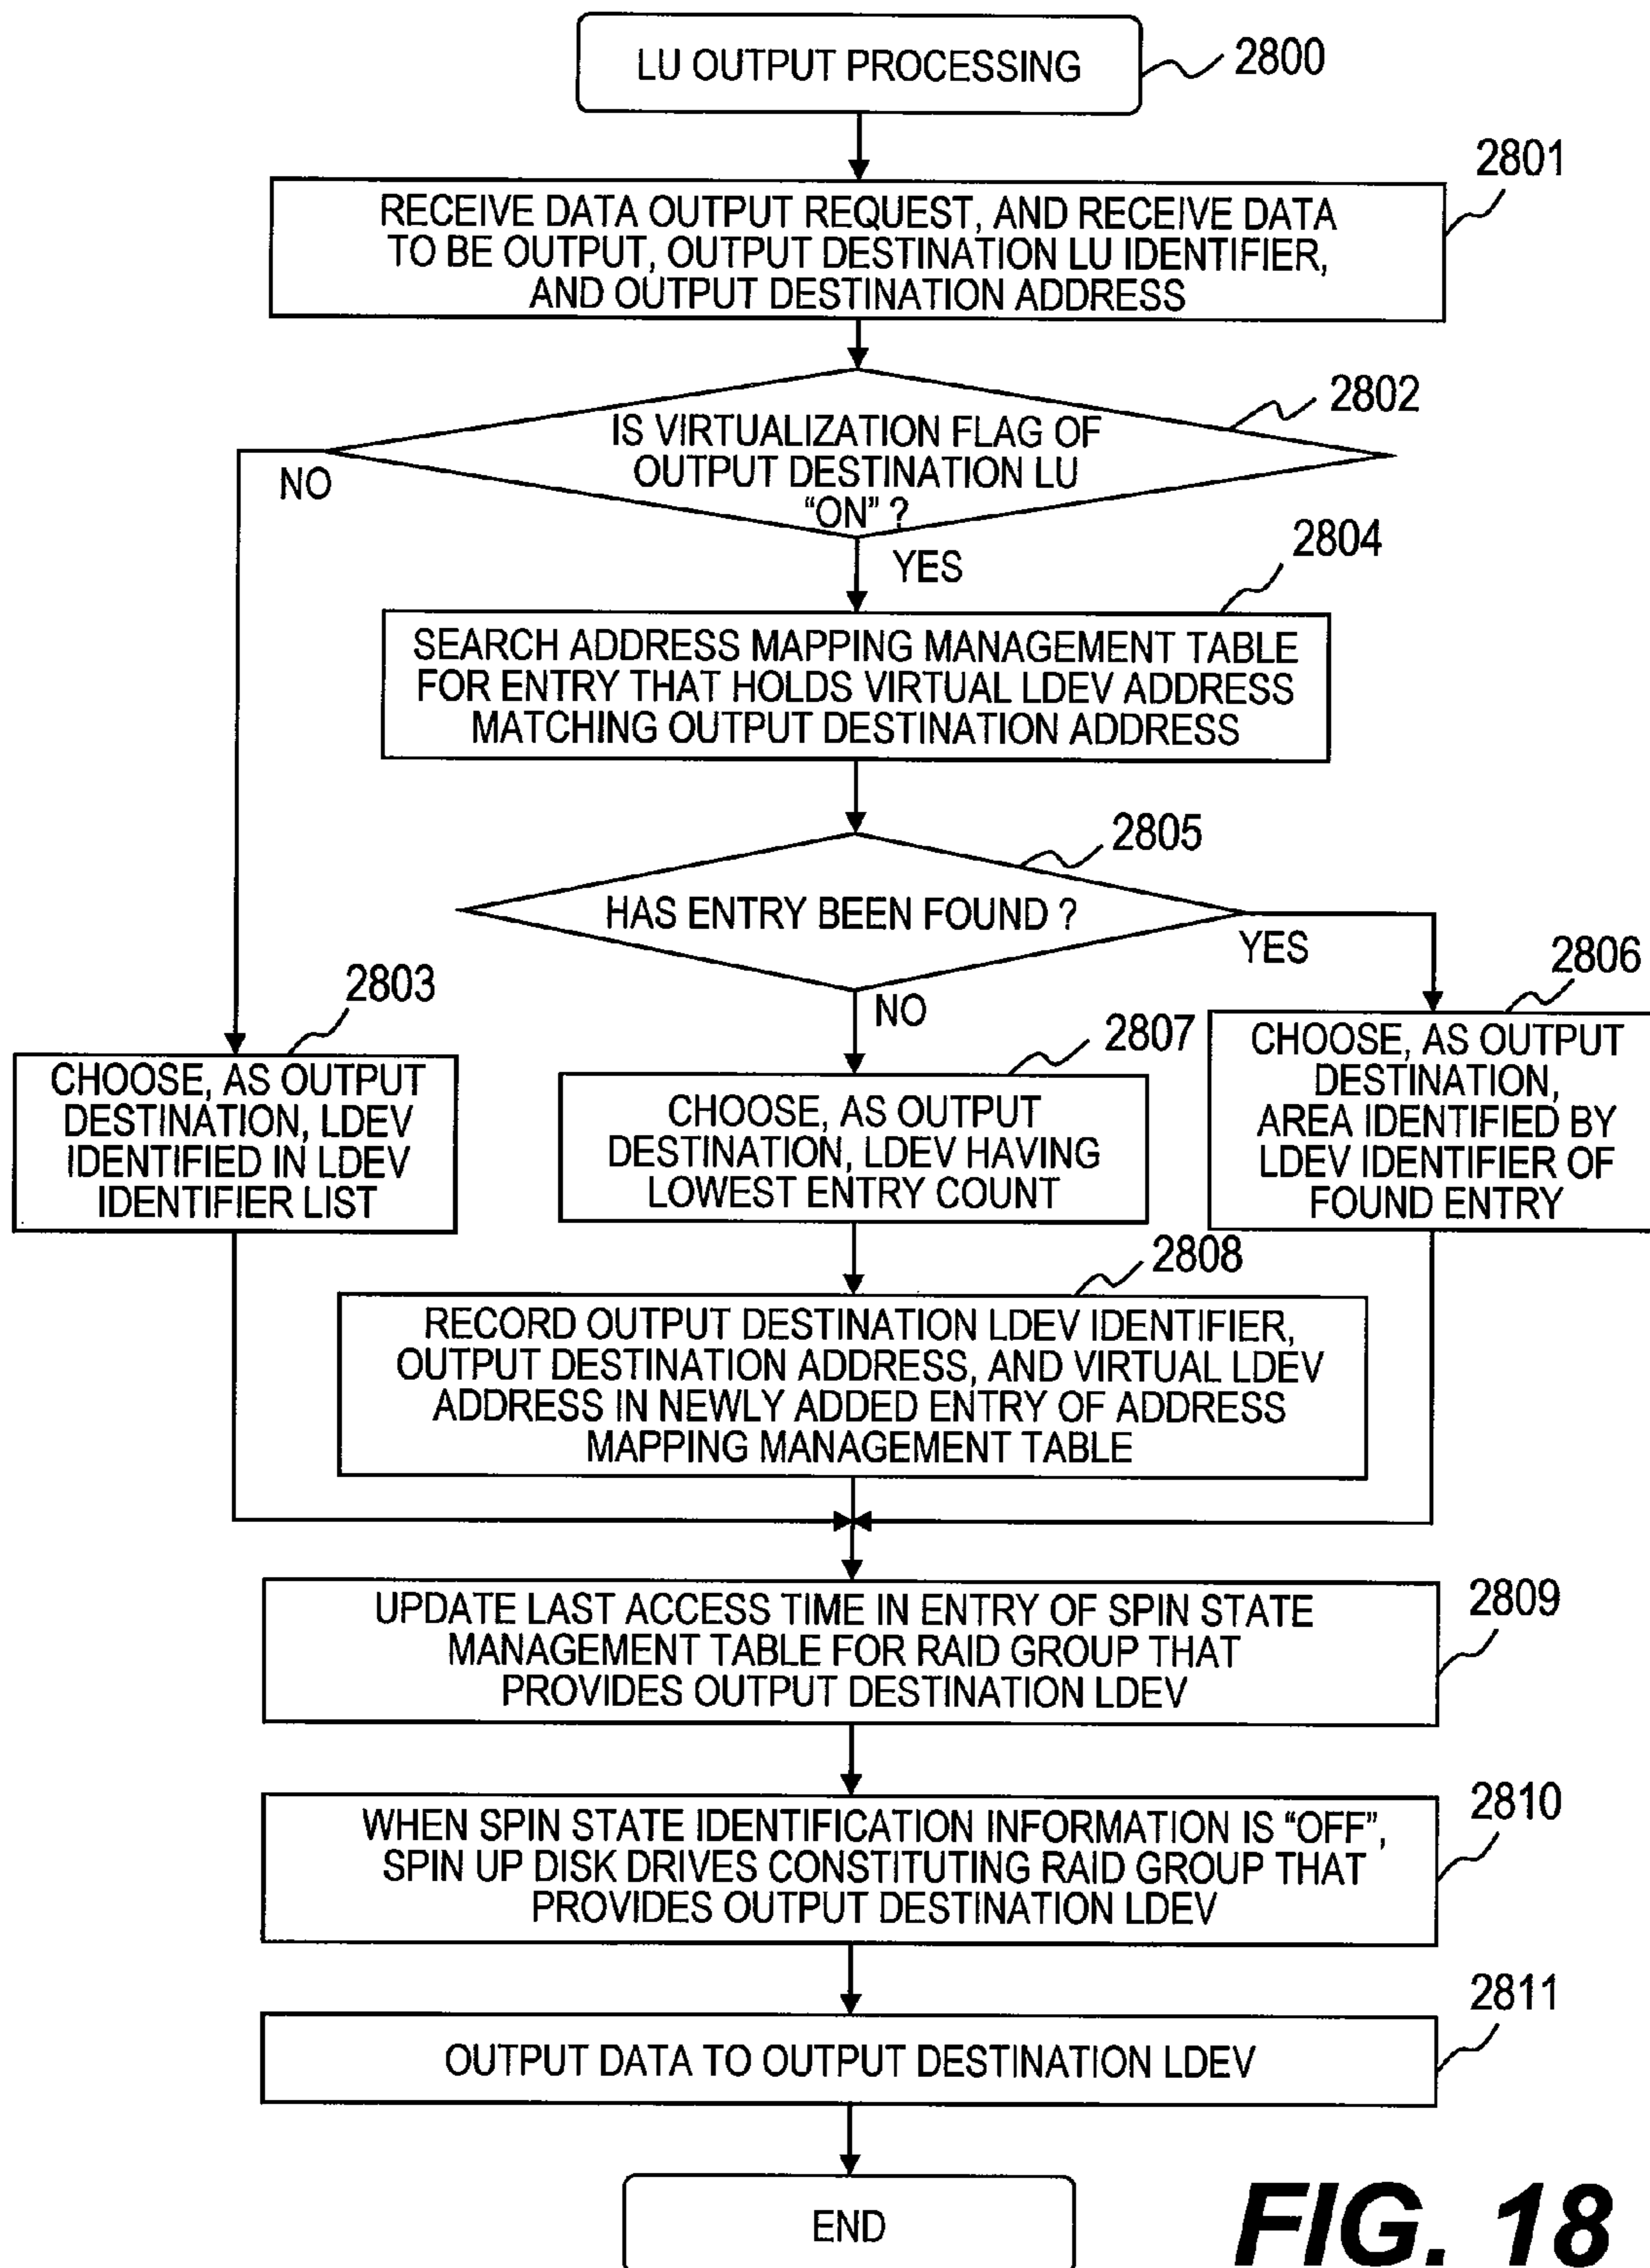 LU OUTPUT PROCESSING
2800
2801
RECEIVE DATA OUTPUT REQUEST, AND RECEIVE DATA
TO BE OUTPUT, OUTPUT DESTINATION LU IDENTIFIER,
AND OUTPUT DESTINATION ADDRESS
2802
IS VIRTUALIZATION FLAG OF
OUTPUT DESTINATION LU
“ON” ?
NO
YES
2804
SEARCH ADDRESS MAPPING MANAGEMENT TABLE
FOR ENTRY THAT HOLDS VIRTUAL LDEV ADDRESS
MATCHING OUTPUT DESTINATION ADDRESS
2805
HAS ENTRY BEEN FOUND ?
YES
NO
2803
CHOOSE, AS OUTPUT
DESTINATION, LDEV
IDENTIFIED IN LDEV
IDENTIFIER LIST
2807
CHOOSE, AS OUTPUT
DESTINATION, LDEV HAVING
LOWEST ENTRY COUNT
2806
CHOOSE, AS OUTPUT
DESTINATION,
AREA IDENTIFIED BY
LDEV IDENTIFIER OF
FOUND ENTRY
2808
RECORD OUTPUT DESTINATION LDEV IDENTIFIER,
OUTPUT DESTINATION ADDRESS, AND VIRTUAL LDEV
ADDRESS IN NEWLY ADDED ENTRY OF ADDRESS
MAPPING MANAGEMENT TABLE
2809
UPDATE LAST ACCESS TIME IN ENTRY OF SPIN STATE
MANAGEMENT TABLE FOR RAID GROUP THAT
PROVIDES OUTPUT DESTINATION LDEV
2810
WHEN SPIN STATE IDENTIFICATION INFORMATION IS “OFF”,
SPIN UP DISK DRIVES CONSTITUTING RAID GROUP THAT
PROVIDES OUTPUT DESTINATION LDEV
2811
OUTPUT DATA TO OUTPUT DESTINATION LDEV
END
FIG. 18